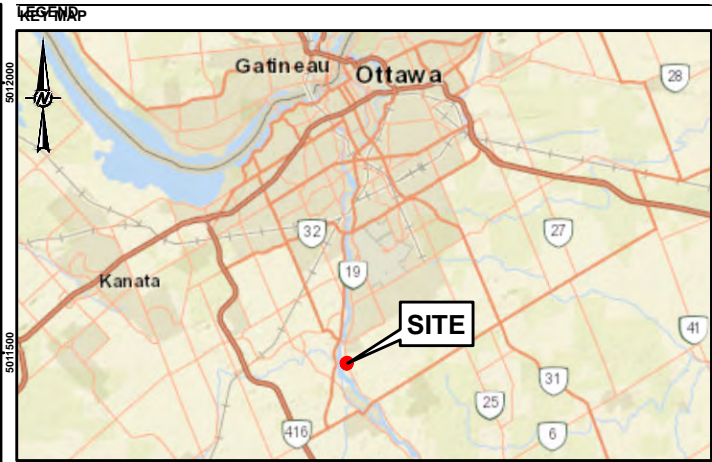 LEGEND
KEY MAP
5012000
N
Gatineau
Ottawa
28
32
27
19
Kanata
SITE
41
5011500
31
25
416
6